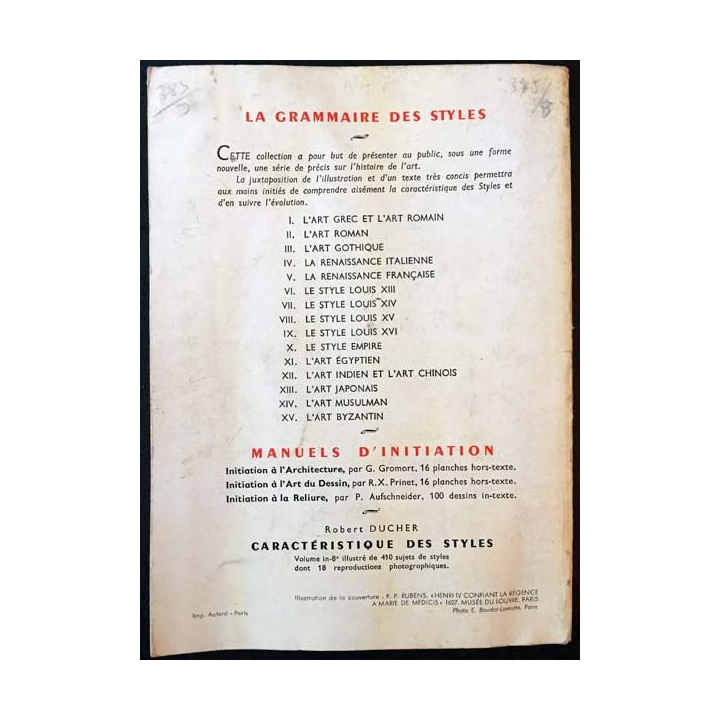 LA GRAMMAIRE DES STYLES
CETTE collection a pour but de présenter au public, sous une forme
nouvelle, une série de précis sur l'histoire de l'art.
La juxtaposition de l'illustration et d'un texte très concis permettra
aux moins initiés de comprendre aisément la caractéristique des Styles et
d'en suivre l'évolution.
I. L'ART GREC ET L'ART ROMAIN
II. L'ART ROMAN
III. L'ART GOTHIQUE
IV. LA RENAISSANCE ITALIENNE
V. LA RENAISSANCE FRANÇAISE
VI. LE STYLE LOUIS XIII
VII. LE STYLE LOUIS XIV
VIII. LE STYLE LOUIS XV
IX. LE STYLE LOUIS XVI
X. LE STYLE EMPIRE
XI. L'ART ÉGYPTIEN
XII. L'ART INDIEN ET L'ART CHINOIS
XIII. L'ART JAPONAIS
XIV. L'ART MUSULMAN
XV. L'ART BYZANTIN
MANUELS D'INITIATION
Initiation à l'Architecture, par G. Gromort, 16 planches hors-texte.
Initiation à l'Art du Dessin, par R.X. Prinet, 16 planches hors-texte.
Initiation à la Reliure, par P. Aufschneider, 100 dessins in-texte.
Robert DUCHER
CARACTÉRISTIQUE DES STYLES
Volume in-8° illustré de 410 sujets de styles
dont 18 reproductions photographiques.
Illustration de la couverture : P. P. RUBENS. «HENRI IV CONFIANT LA RÉGENCE
A MARIE DE MÉDICIS» 1627. MUSÉE DU LOUVRE. PARIS
Photo E. Boudot-Lamotte, Paris
Imp. Autard - Paris